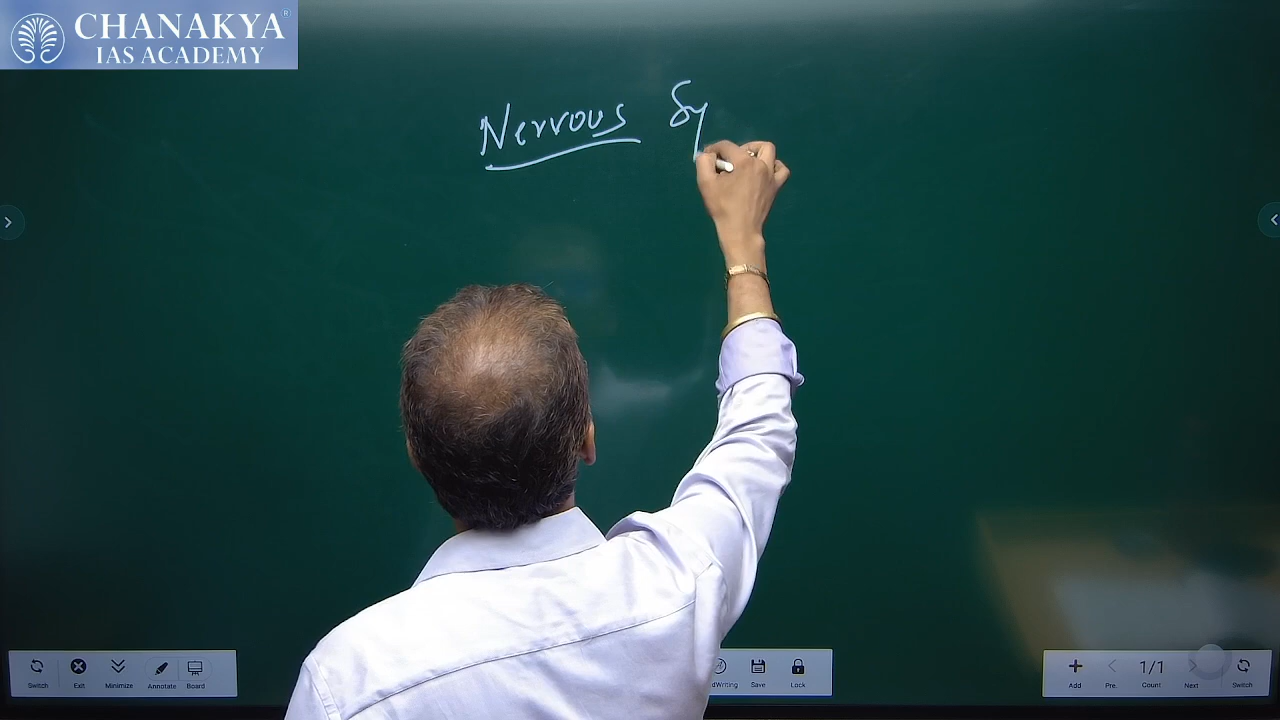 CHANAKYA®
IAS ACADEMY
Nervous Sy
Switch Exit Minimize Annotate Board
dWriting Save Lock
Add Pre. 1/1 Count Next Switch